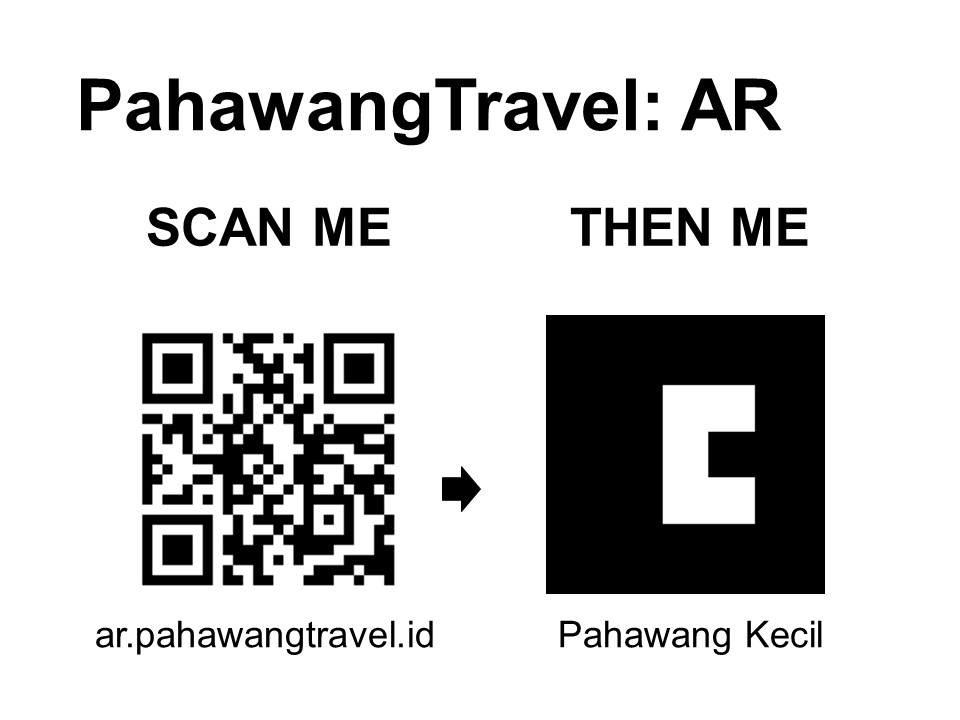 PahawangTravel: AR
SCAN ME
THEN ME
ar.pahawangtravel.id
Pahawang Kecil